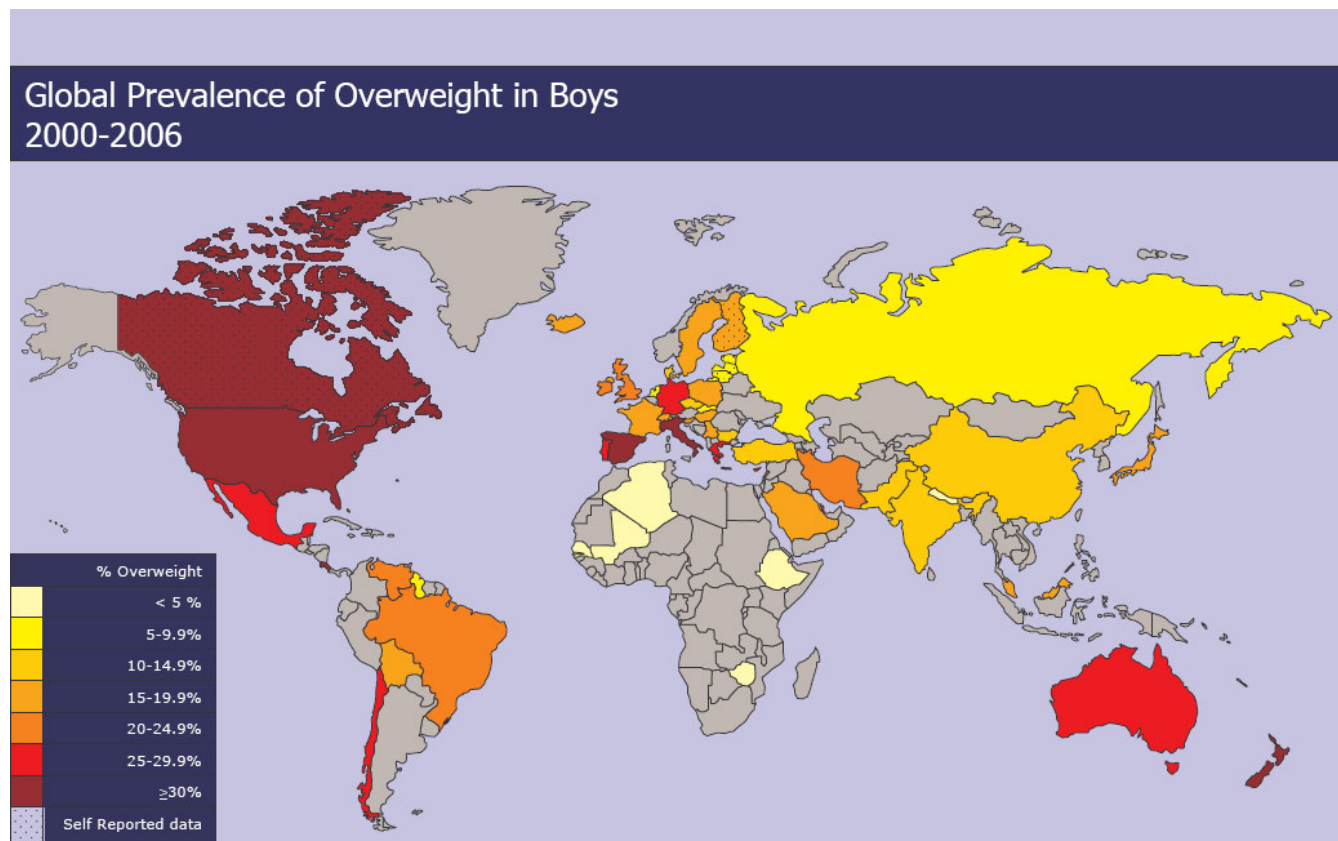 Global Prevalence of Overweight in Boys
2000-2006
% Overweight
< 5 %
5-9.9%
10-14.9%
15-19.9%
20-24.9%
25-29.9%
≥30%
Self Reported data